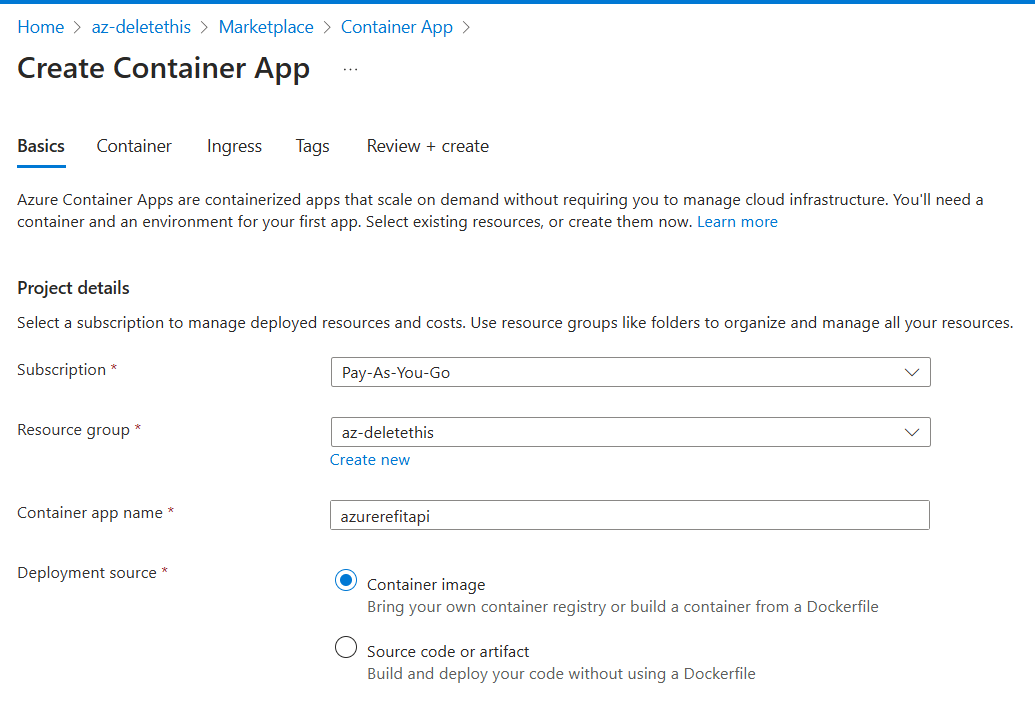 Home > az-deletethis > Marketplace > Container App >
Create Container App ...
Basics Container Ingress Tags Review + create
Azure Container Apps are containerized apps that scale on demand without requiring you to manage cloud infrastructure. You'll need a
container and an environment for your first app. Select existing resources, or create them now. Learn more
Project details
Select a subscription to manage deployed resources and costs. Use resource groups like folders to organize and manage all your resources.
Subscription * Pay-As-You-Go
Resource group * az-deletethis
Create new
Container app name * azurerefitapi
Deployment source * Container image
Bring your own container registry or build a container from a Dockerfile
Source code or artifact
Build and deploy your code without using a Dockerfile